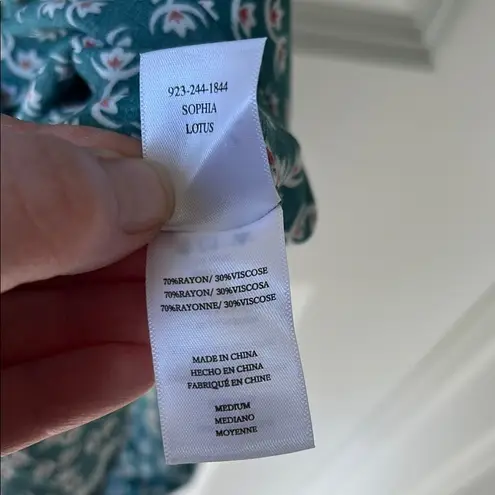 923-244-1844
SOPHIA
LOTUS
70%RAYON/ 30%VISCOSE
70%RAYON/ 30%VISCOSA
70%RAYONNE/ 30%VISCOSE
MADE IN CHINA
HECHO EN CHINA
FABRIQUÉ EN CHINE
MEDIUM
MEDIANO
MOYENNE